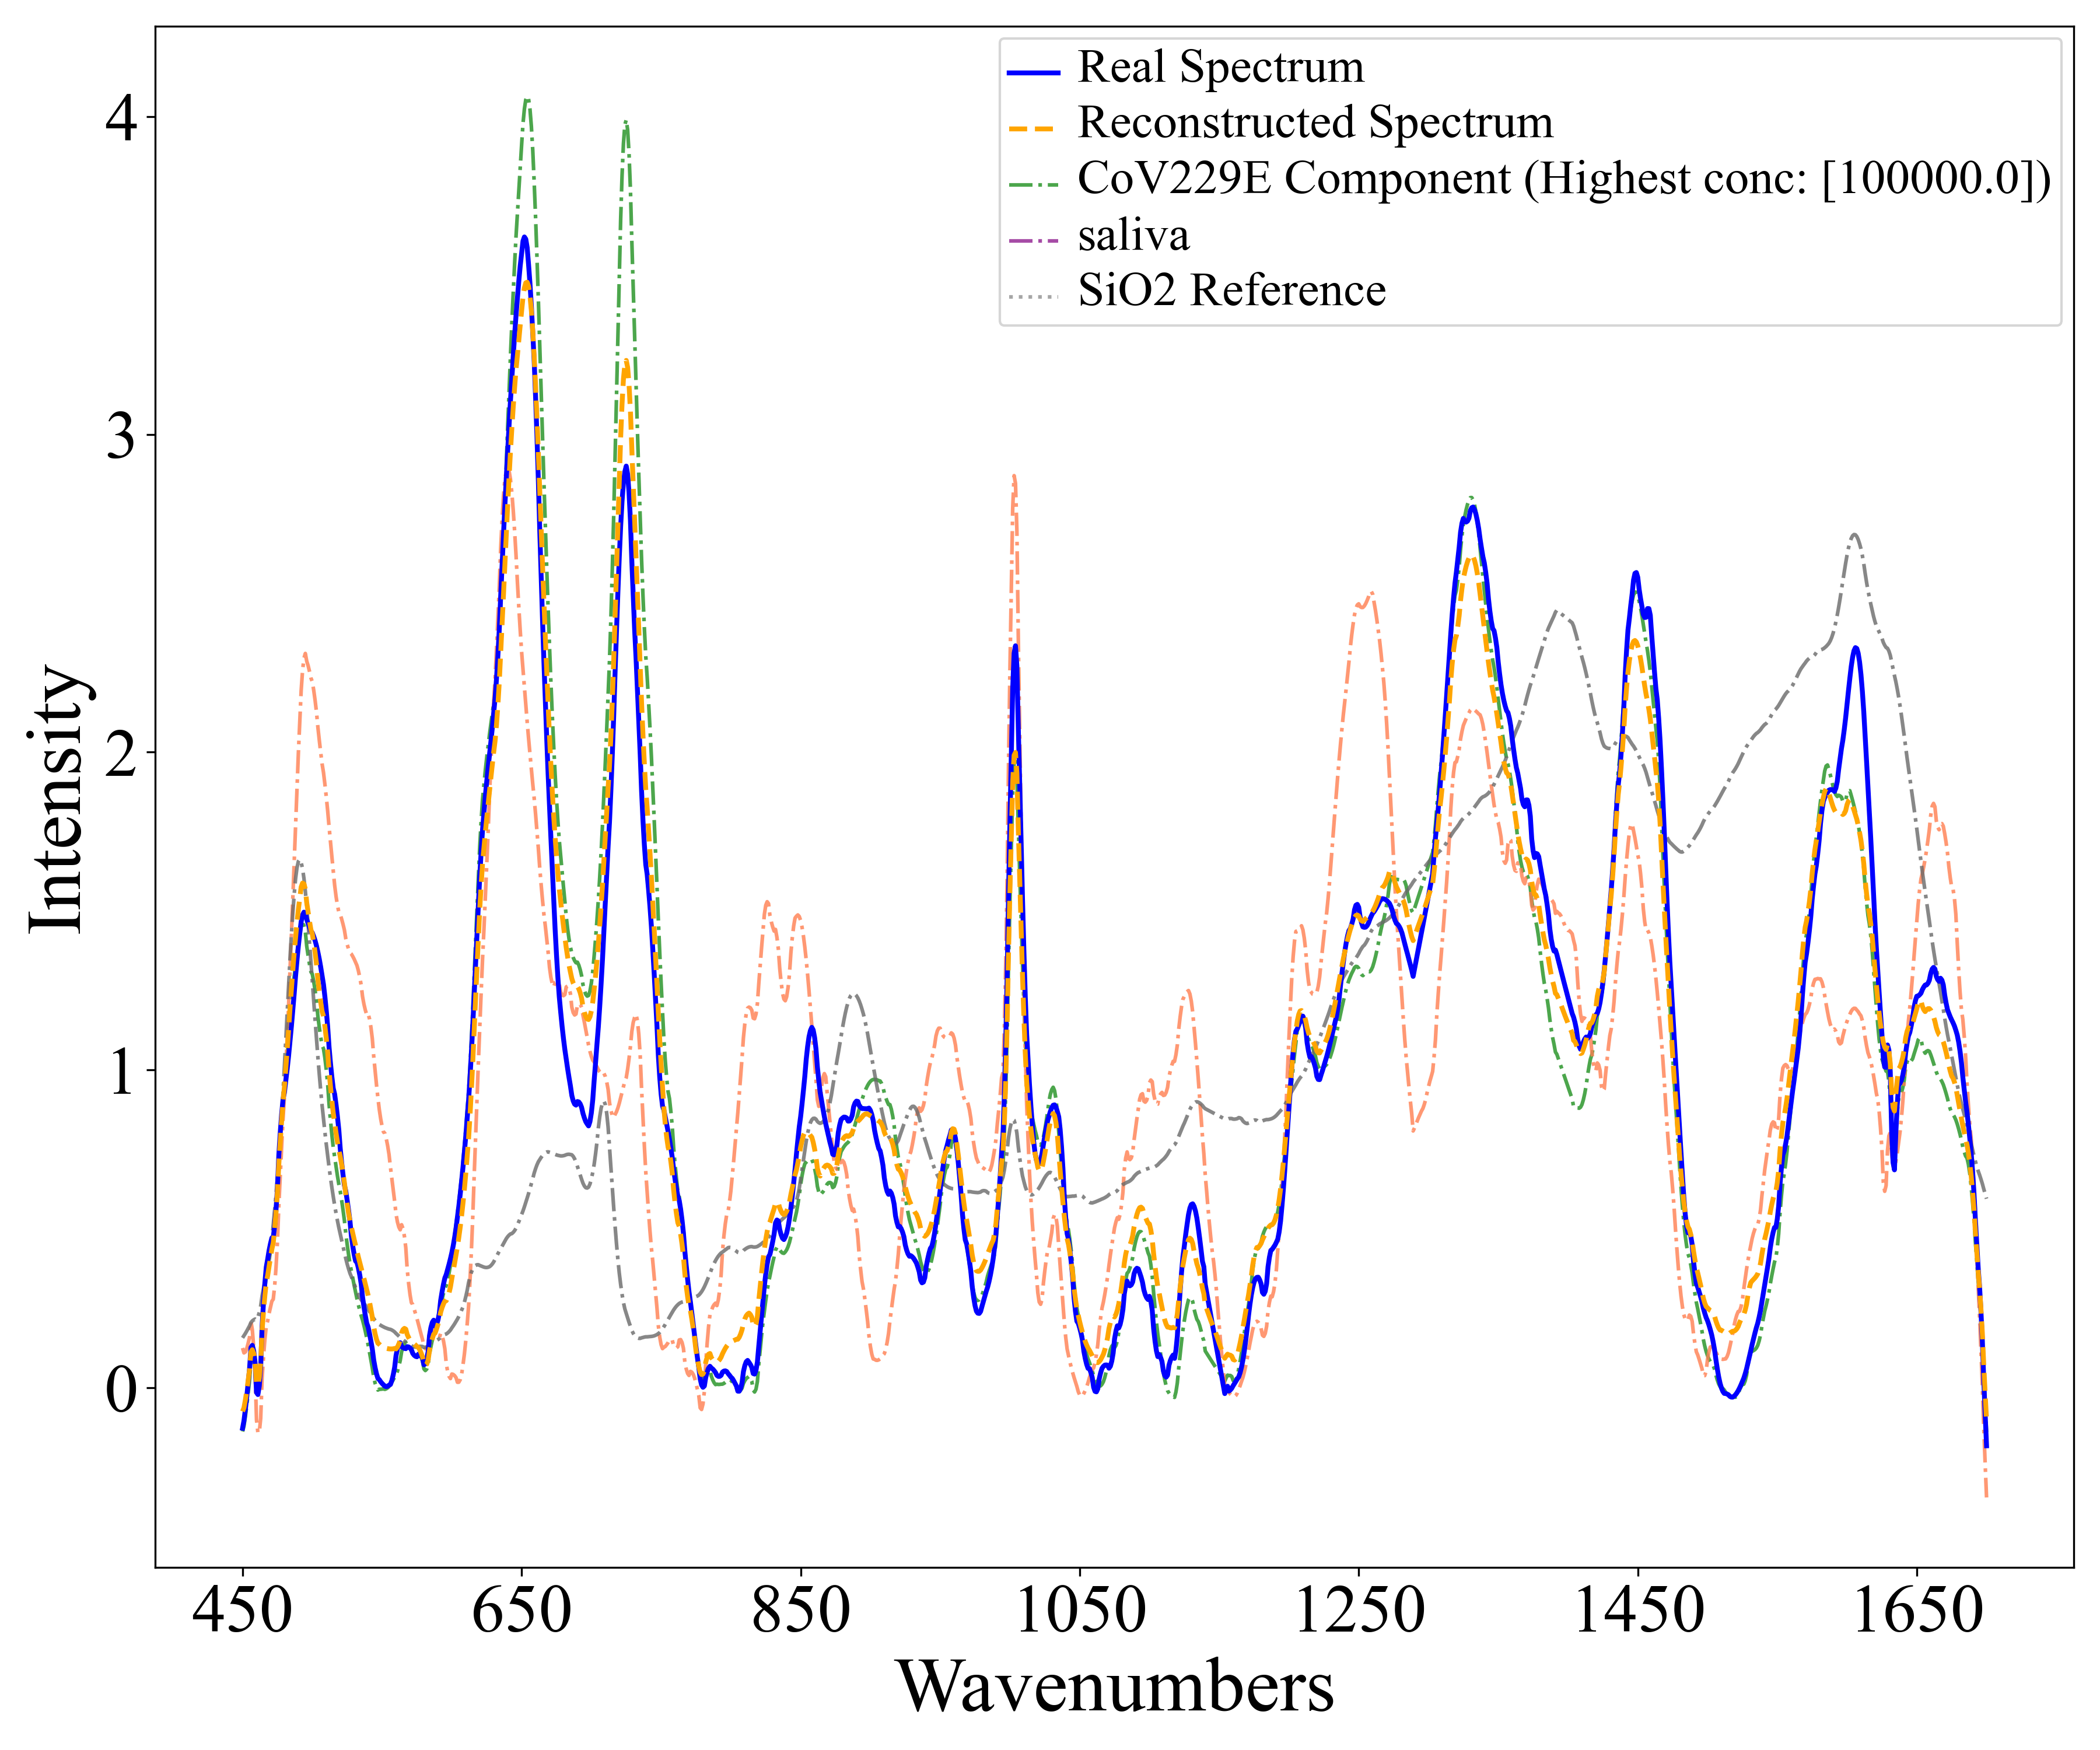 Real Spectrum
Reconstructed Spectrum
CoV229E Component (Highest conc: [100000.0])
saliva
SiO2 Reference
4
3
2
1
0
Intensity
450 650 850 1050 1250 1450 1650
Wavenumbers